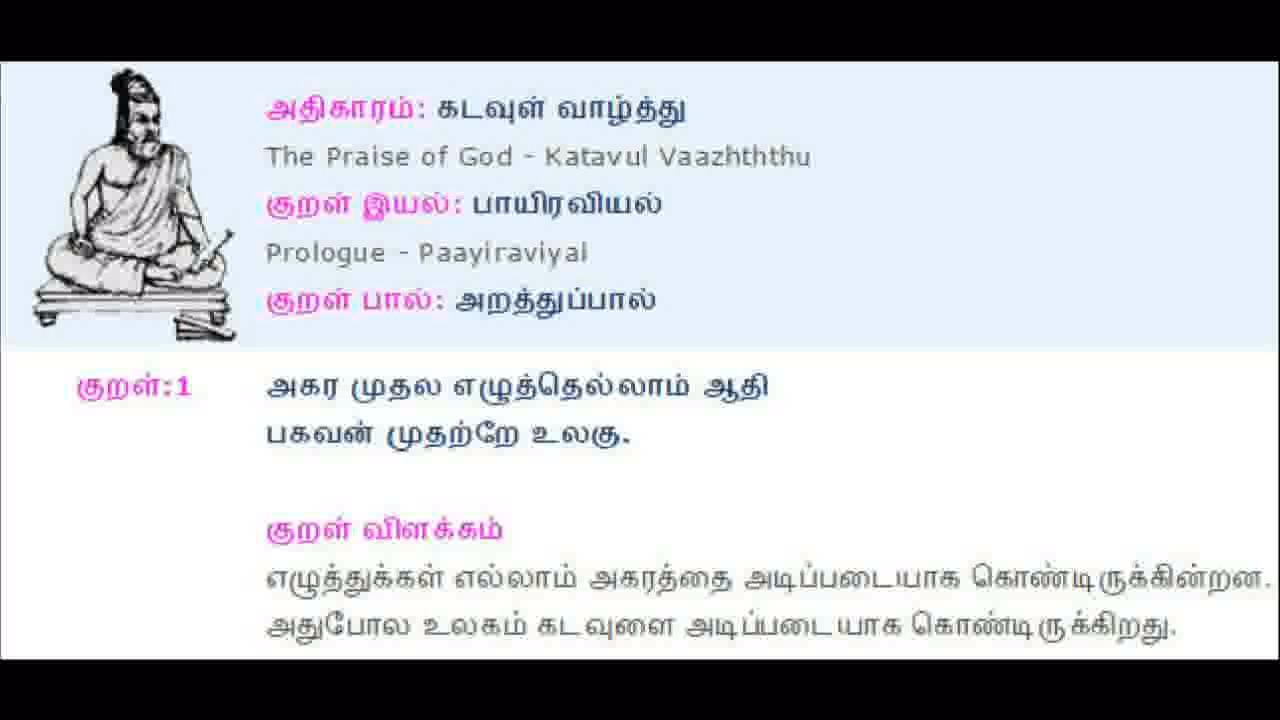 அதிகாரம்: கடவுள் வாழ்த்து
The Praise of God - Katavul Vaazhththu
குறள் இயல்: பாயிரவியல்
Prologue - Paayiraviyal
குறள் பால்: அறத்துப்பால்
குறள்:1 அகர முதல எழுத்தெல்லாம் ஆதி
பகவன் முதற்றே உலகு.
குறள் விளக்கம்
எழுத்துக்கள் எல்லாம் அகரத்தை அடிப்படையாக கொண்டிருக்கின்றன.
அதுபோல உலகம் கடவுளை அடிப்படையாக கொண்டிருக்கிறது.